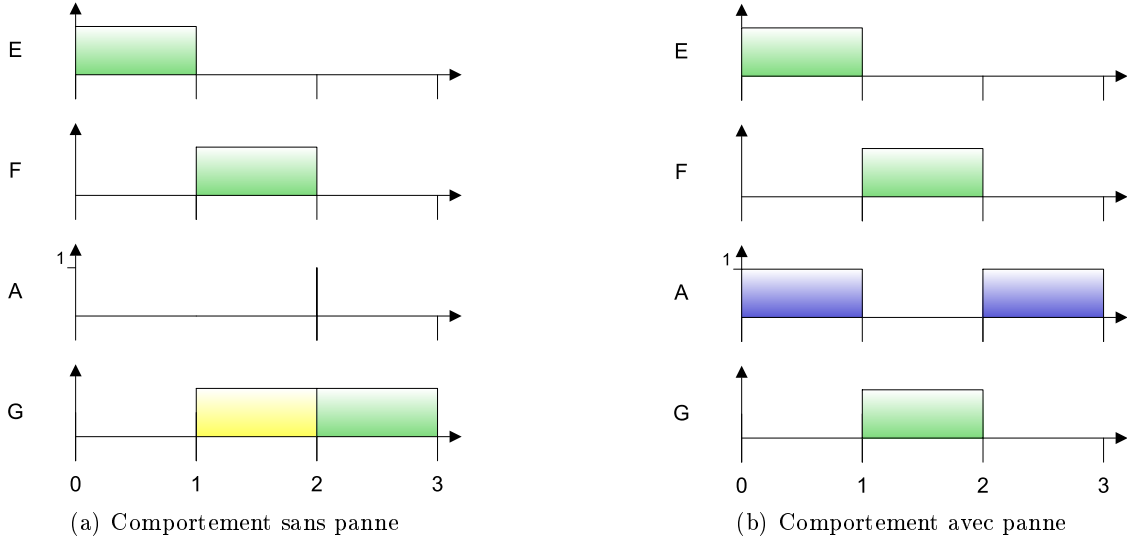 E
F
1
A
G
0 1 2 3
(a) Comportement sans panne
E
F
1
A
G
0 1 2 3
(b) Comportement avec panne